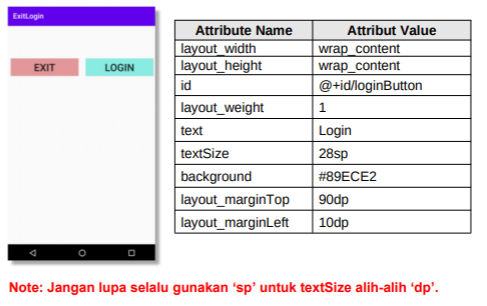 ExitLogin
EXIT LOGIN
Attribute Name Attribut Value
layout_width wrap_content
layout_height wrap_content
id @+id/loginButton
layout_weight 1
text Login
textSize 28sp
background #89ECE2
layout_marginTop 90dp
layout_marginLeft 10dp
Note: Jangan lupa selalu gunakan ‘sp’ untuk textSize alih-alih ‘dp’.